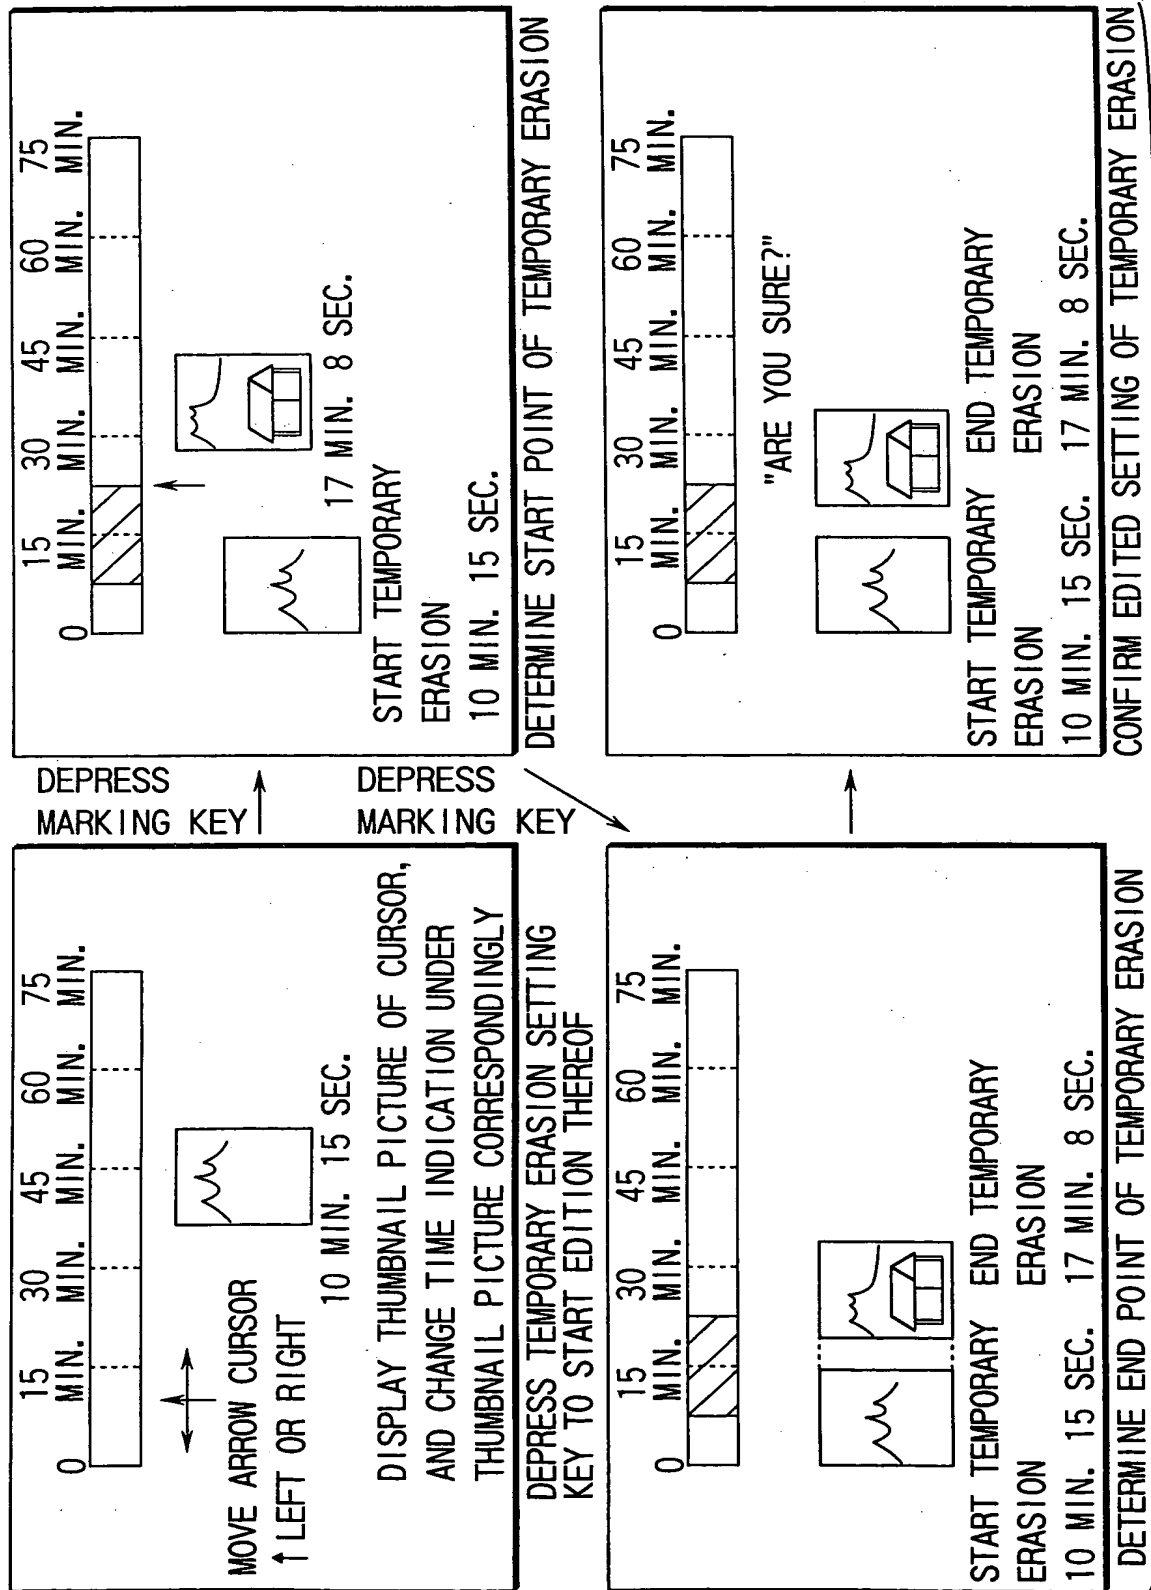 0 15 MIN. 30 MIN. 45 MIN. 60 MIN. 75 MIN.
MOVE ARROW CURSOR
↑ LEFT OR RIGHT
10 MIN. 15 SEC.
DISPLAY THUMBNAIL PICTURE OF CURSOR,
AND CHANGE TIME INDICATION UNDER
THUMBNAIL PICTURE CORRESPONDINGLY
DEPRESS TEMPORARY ERASION SETTING
KEY TO START EDITION THEREOF
DEPRESS
MARKING KEY
0 15 MIN. 30 MIN. 45 MIN. 60 MIN. 75 MIN.
17 MIN. 8 SEC.
START TEMPORARY
ERASION
10 MIN. 15 SEC.
DETERMINE START POINT OF TEMPORARY ERASION
DEPRESS
MARKING KEY
0 15 MIN. 30 MIN. 45 MIN. 60 MIN. 75 MIN.
START TEMPORARY END TEMPORARY
ERASION ERASION
10 MIN. 15 SEC. 17 MIN. 8 SEC.
DETERMINE END POINT OF TEMPORARY ERASION
0 15 MIN. 30 MIN. 45 MIN. 60 MIN. 75 MIN.
"ARE YOU SURE?"
START TEMPORARY END TEMPORARY
ERASION ERASION
10 MIN. 15 SEC. 17 MIN. 8 SEC.
CONFIRM EDITED SETTING OF TEMPORARY ERASION